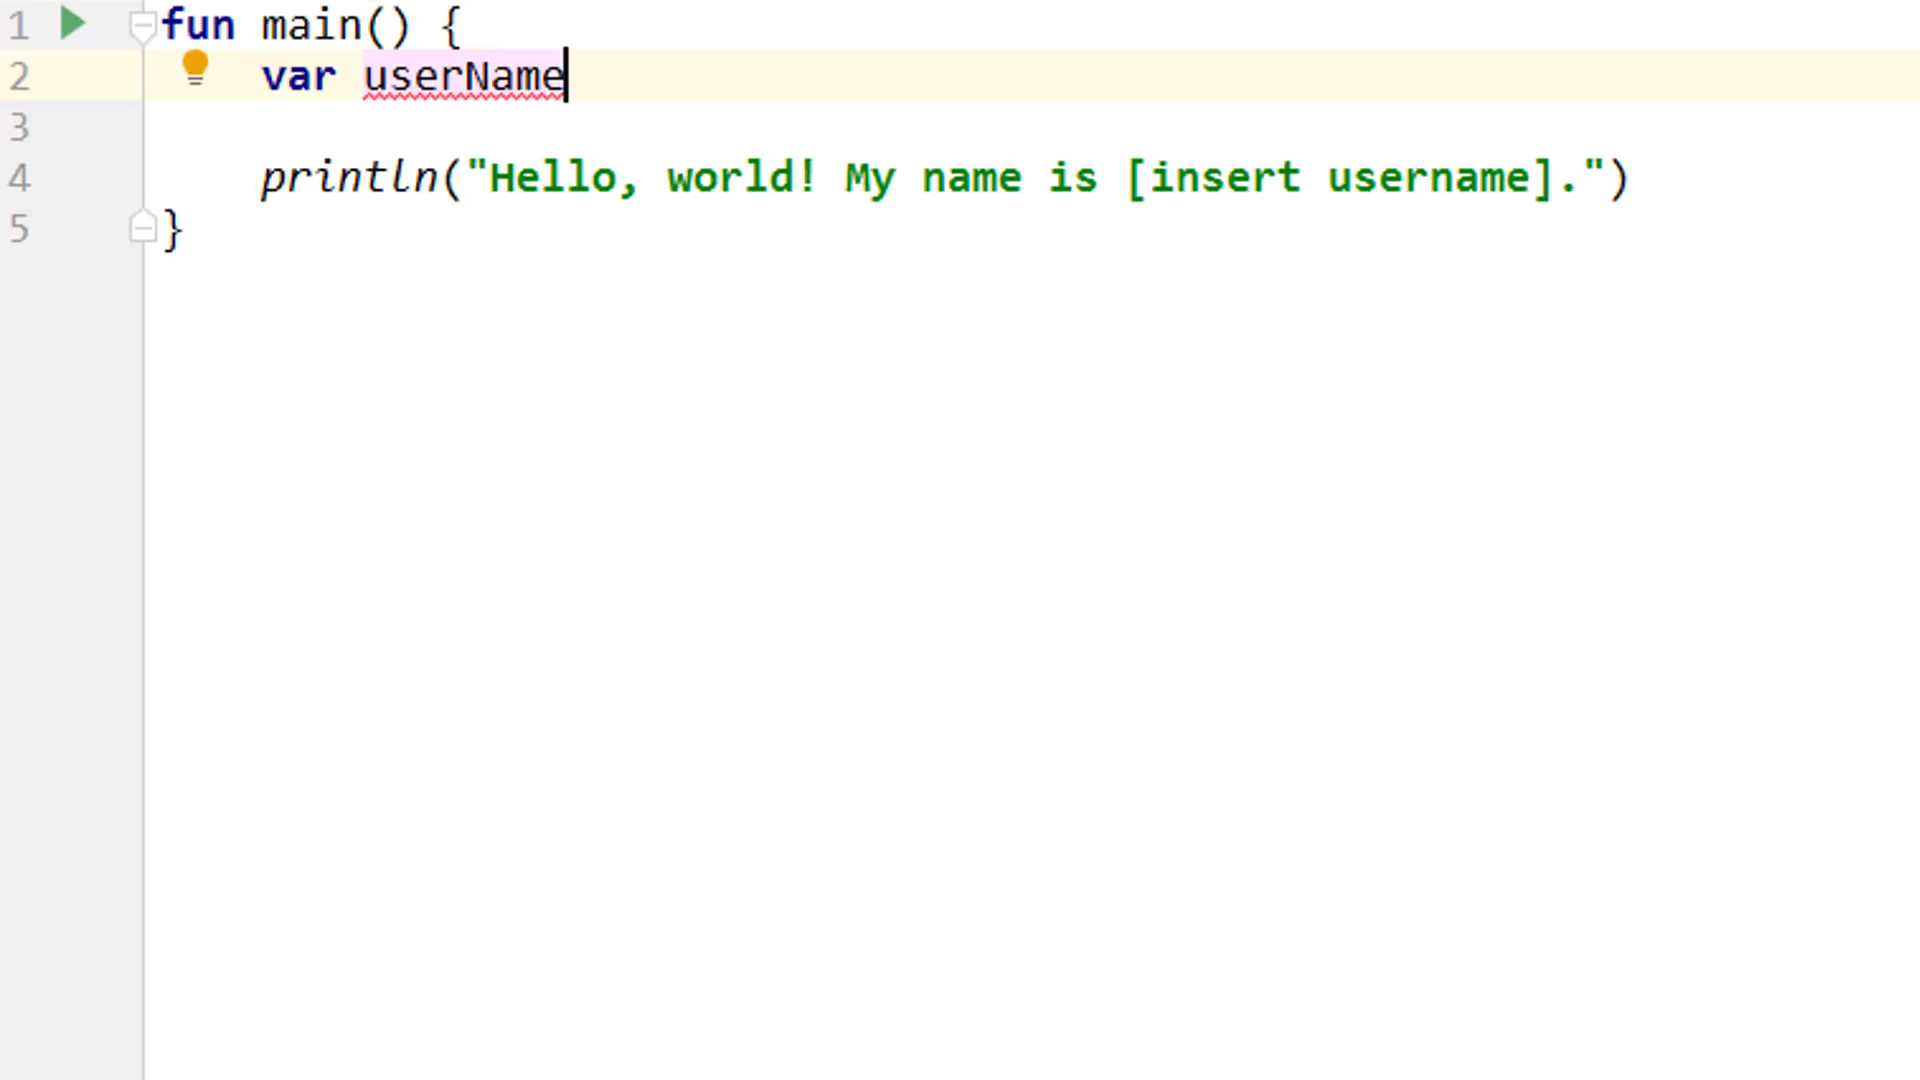 1 fun main() {
2 var userName
3
4 println("Hello, world! My name is [insert username].")
5 }